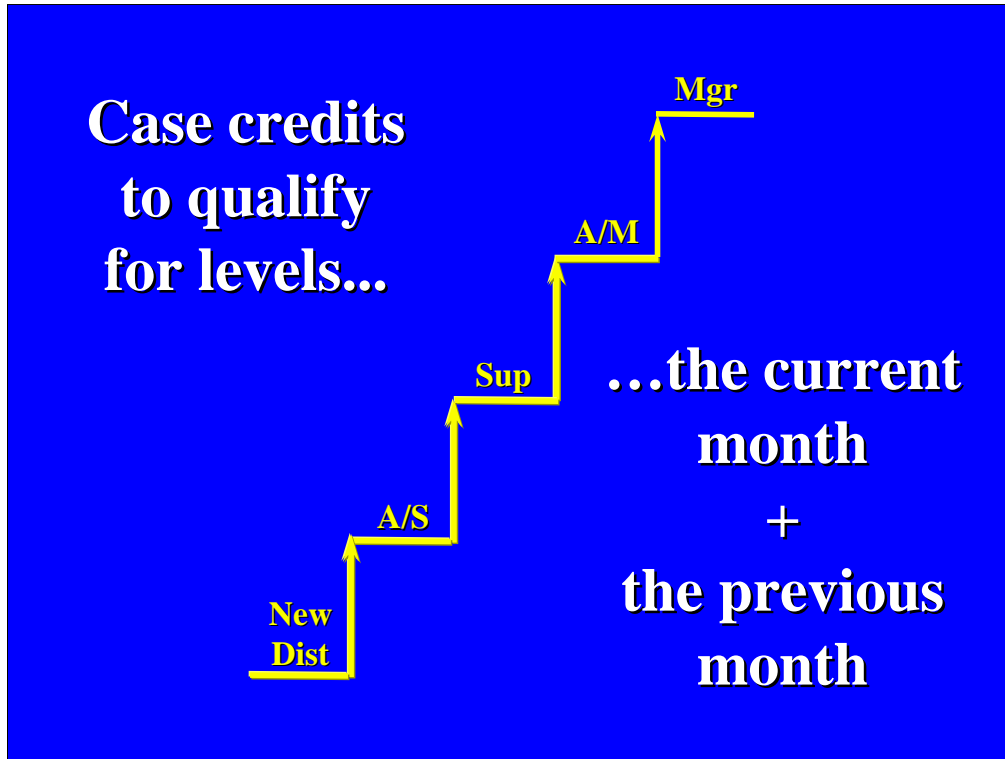 Case credits
to qualify
for levels...
Mgr
A/M
Sup
A/S
New
Dist
…the current
month
+
the previous
month